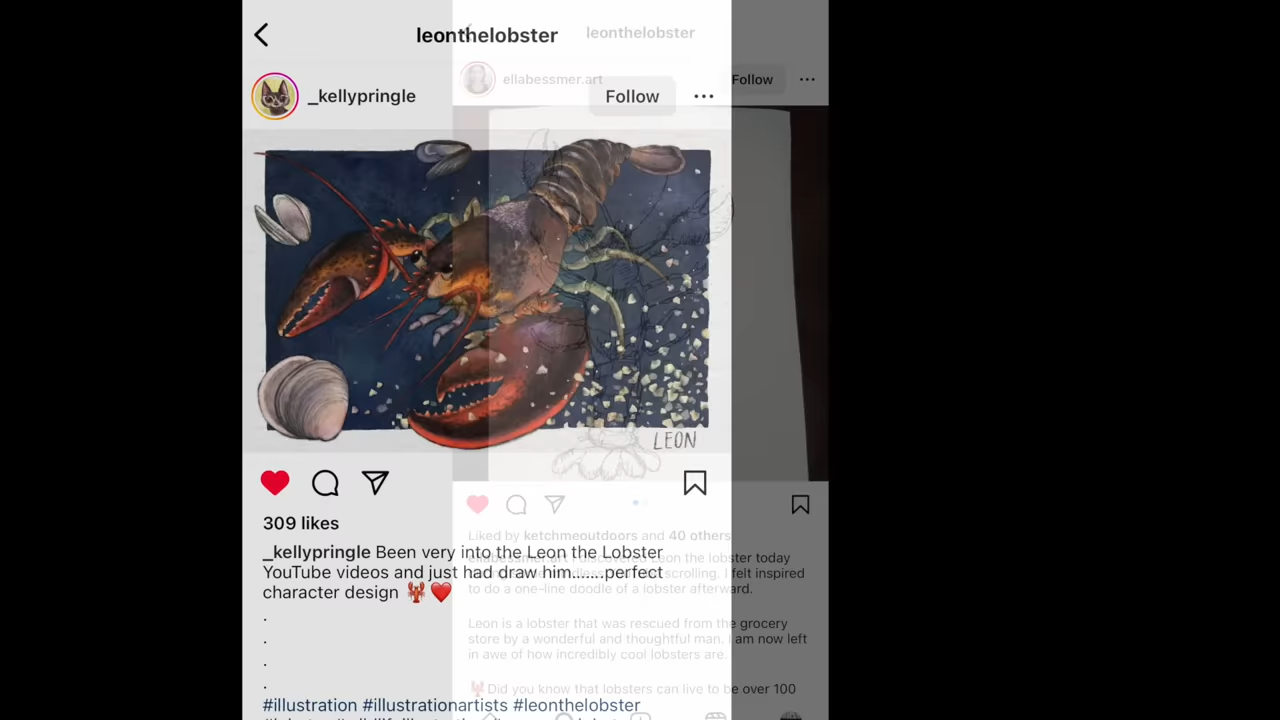 leonthelobster
_kellypringle
Follow
LEON
309 likes
_kellypringle Been very into the Leon the Lobster
YouTube videos and just had draw him......perfect
character design 🦞❤️
.
.
.
.
#illustration #illustrationartists #leonthelobster
leonthelobster
ellabessmer.art
Follow
Liked by ketchmeoutdoors and 40 others
ellabessmer.art I discovered Leon the lobster today
scrolling. I felt inspired
to do a one-line doodle of a lobster afterward.
Leon is a lobster that was rescued from the grocery
store by a wonderful and thoughtful man. I am now left
in awe of how incredibly cool lobsters are.
🦞Did you know that lobsters can live to be over 100